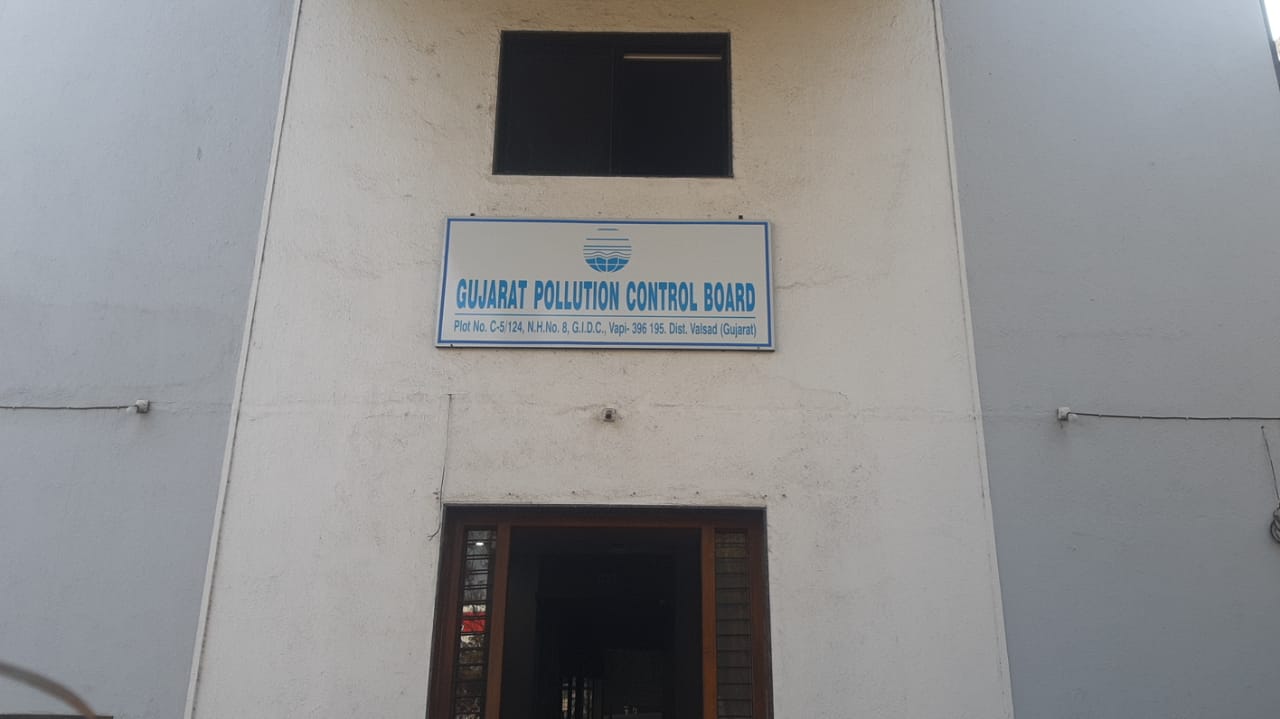 GUJARAT POLLUTION CONTROL BOARD
Plot No. C-5/124, N.H.No. 8, G.I.D.C., Vapi- 396 195. Dist. Valsad (Gujarat)